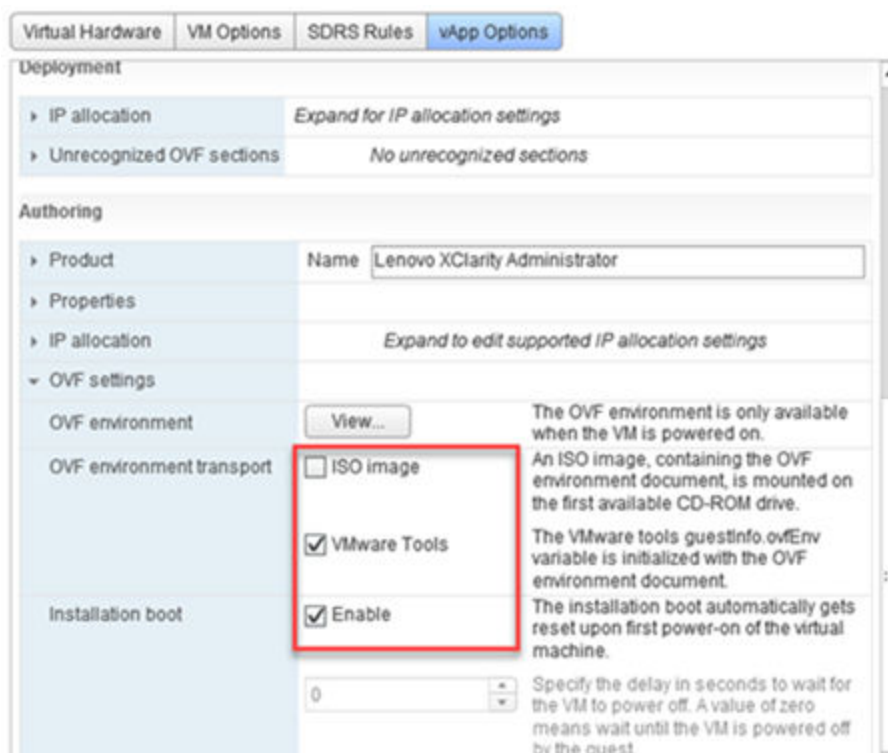 Virtual Hardware VM Options SDRS Rules vApp Options
Deployment
IP allocation Expand for IP allocation settings
Unrecognized OVF sections No unrecognized sections
Authoring
Product Name Lenovo XClarity Administrator
Properties
IP allocation Expand to edit supported IP allocation settings
OVF settings
OVF environment View... The OVF environment is only available
when the VM is powered on.
OVF environment transport ISO image An ISO image, containing the OVF
environment document, is mounted on
the first available CD-ROM drive.
VMware Tools The VMware tools guestInfo.ovfEnv
variable is initialized with the OVF
environment document.
Installation boot Enable The installation boot automatically gets
reset upon first power-on of the virtual
machine.
0 Specify the delay in seconds to wait for
the VM to power off. A value of zero
means wait until the VM is powered off
by the guest.